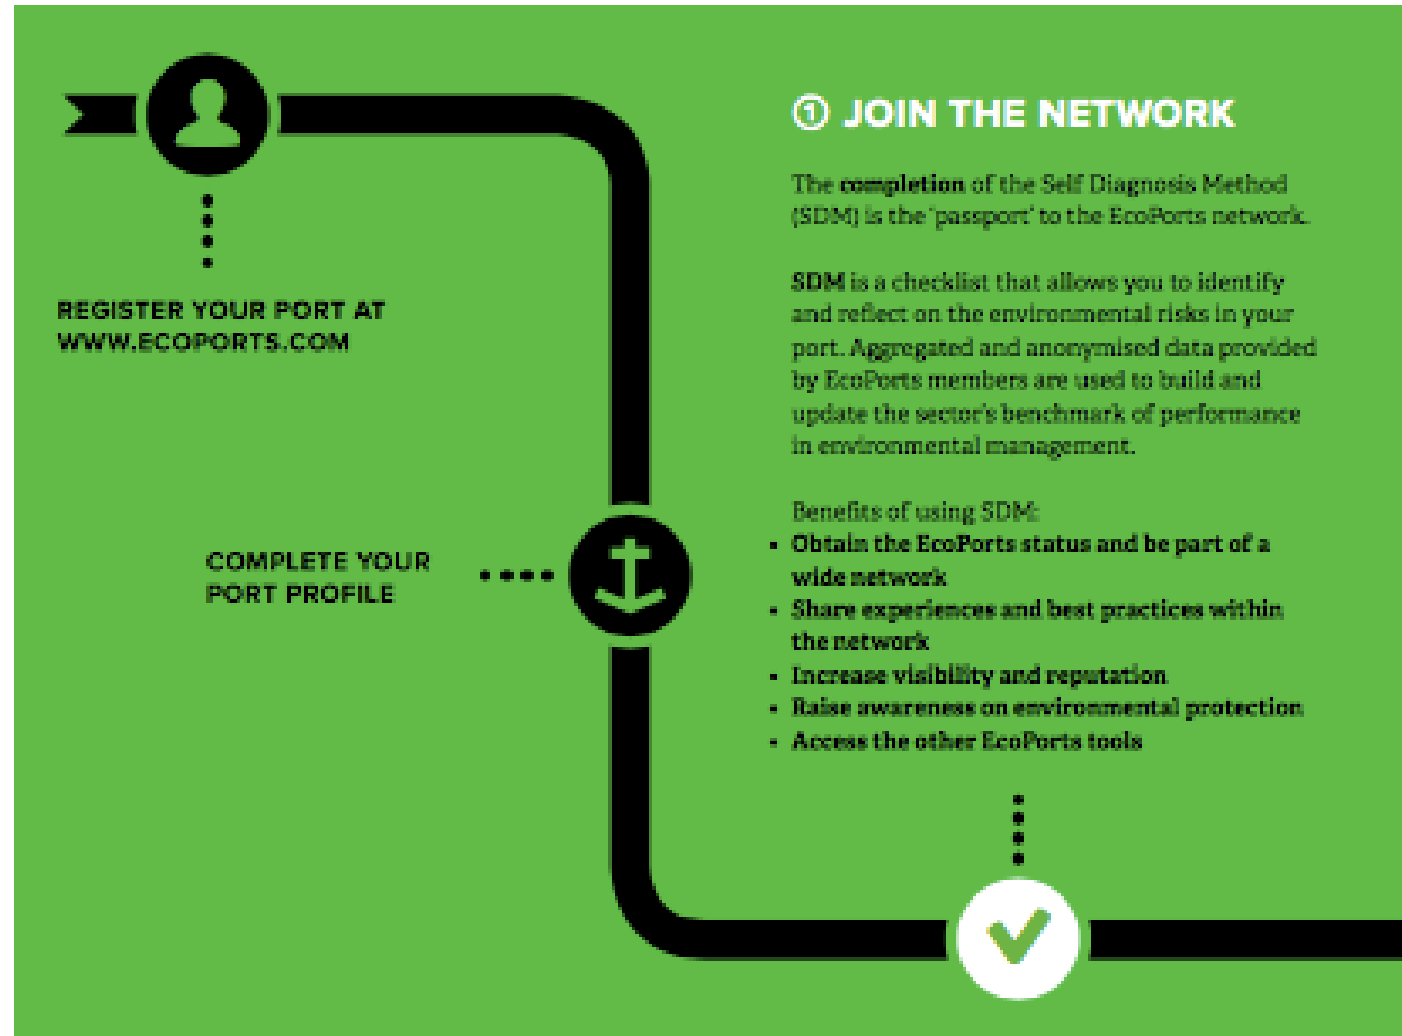 REGISTER YOUR PORT AT
WWW.ECOPORTS.COM
COMPLETE YOUR
PORT PROFILE
① JOIN THE NETWORK
The completion of the Self Diagnosis Method
(SDM) is the 'passport' to the EcoPorts network.
SDM is a checklist that allows you to identify
and reflect on the environmental risks in your
port. Aggregated and anonymised data provided
by EcoPorts members are used to build and
update the sector's benchmark of performance
in environmental management.
Benefits of using SDM:
• Obtain the EcoPorts status and be part of a
wide network
• Share experiences and best practices within
the network
• Increase visibility and reputation
• Raise awareness on environmental protection
• Access the other EcoPorts tools